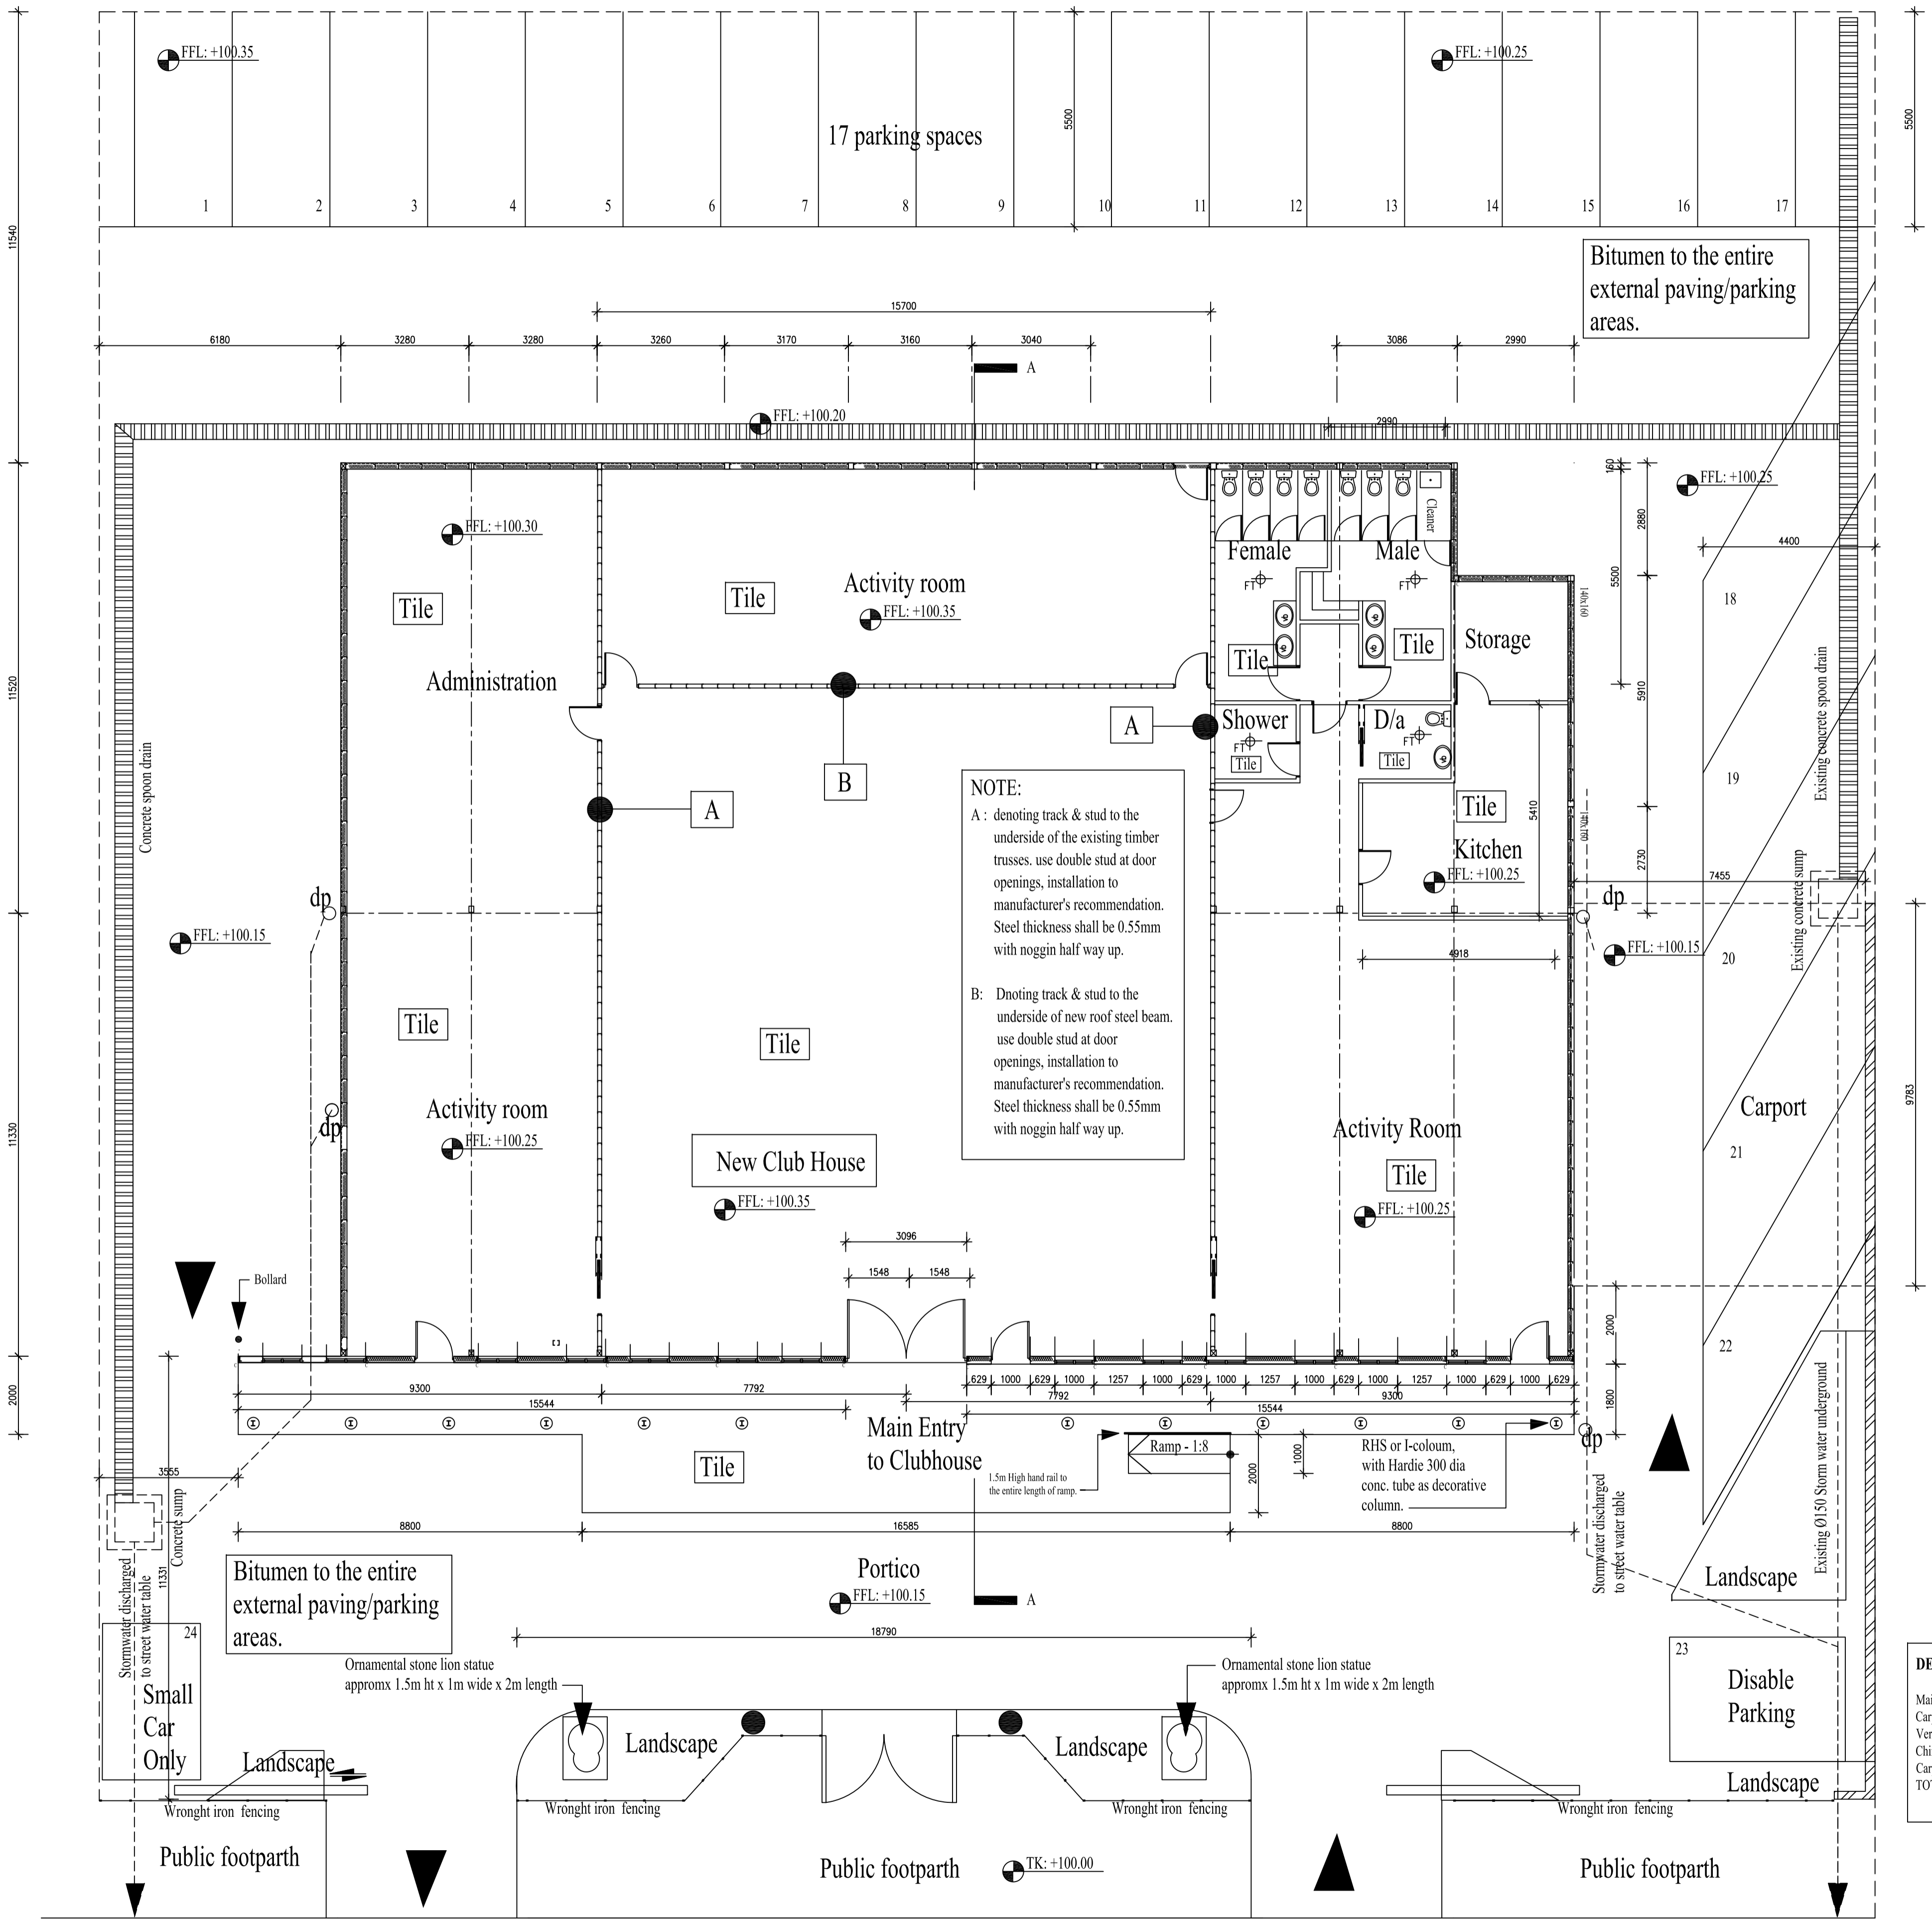 FFL: +100.35
FFL: +100.25
17 parking spaces
5500
5500
1 2 3 4 5 6 7 8 9 10 11 12 13 14 15 16 17
11540
Bitumen to the entire
external paving/parking
areas.
15700
6180 3280 3280 3260 3170 3160 3040 3086 2990
A
FFL: +100.20
2990
160
FFL: +100.25
2880
4400
FFL: +100.30
Cleaner
Female
Male
Activity room
Tile
Tile
FFL: +100.35
FT
FT
5500
140x160
18
Tile
Tile
Storage
Administration
11520
5910
Existing concrete spoon drain
A
Shower
D/a
FT
FT
Tile
Tile
B
A
Concrete spoon drain
19
NOTE:
A : denoting track & stud to the
underside of the existing timber
trusses. use double stud at door
openings, installation to
manufacturer's recommendation.
Steel thickness shall be 0.55mm
with noggin half way up.
B: Dnoting track & stud to the
underside of new roof steel beam.
use double stud at door
openings, installation to
manufacturer's recommendation.
Steel thickness shall be 0.55mm
with noggin half way up.
Tile
5410
140x160
Kitchen
FFL: +100.25
2730
7455
dp
dp
Existing concrete sump
FFL: +100.15
FFL: +100.15
4918
20
Tile
Tile
9783
Activity room
dp
FFL: +100.25
11330
New Club House
FFL: +100.35
Activity Room
Tile
FFL: +100.25
Carport
21
3096
1548 1548
Bollard
2000
22
2000
629 1000 629 1000 1257 1000 629 1000 1257 1000 629 1000 1257 1000 629 1000 629
9300 7792 7792 9300
15544 15544
1800
Existing Ø150 Storm water underground
Main Entry
to Clubhouse
Tile
1.5m High hand rail to
the entire length of ramp.
Ramp - 1:8
2000
1000
RHS or I-coloum,
with Hardie 300 dia
conc. tube as decorative
column.
dp
3555
Concrete sump
8800 16585 8800
Stormwater discharged
to street water table
11331
Stormwater discharged
to street water table
Bitumen to the entire
external paving/parking
areas.
Portico
FFL: +100.15
A
Landscape
18790
24
Small
Car
Only
Ornamental stone lion statue
appromx 1.5m ht x 1m wide x 2m length
Ornamental stone lion statue
appromx 1.5m ht x 1m wide x 2m length
23
Disable
Parking
DE
Mai
Car
Ver
Chi
Car
TOT
Landscape
Landscape
Landscape
Landscape
Wronght iron fencing
Wronght iron fencing
Wronght iron fencing
Wronght iron fencing
Public footparth
Public footparth
TK: +100.00
Public footparth